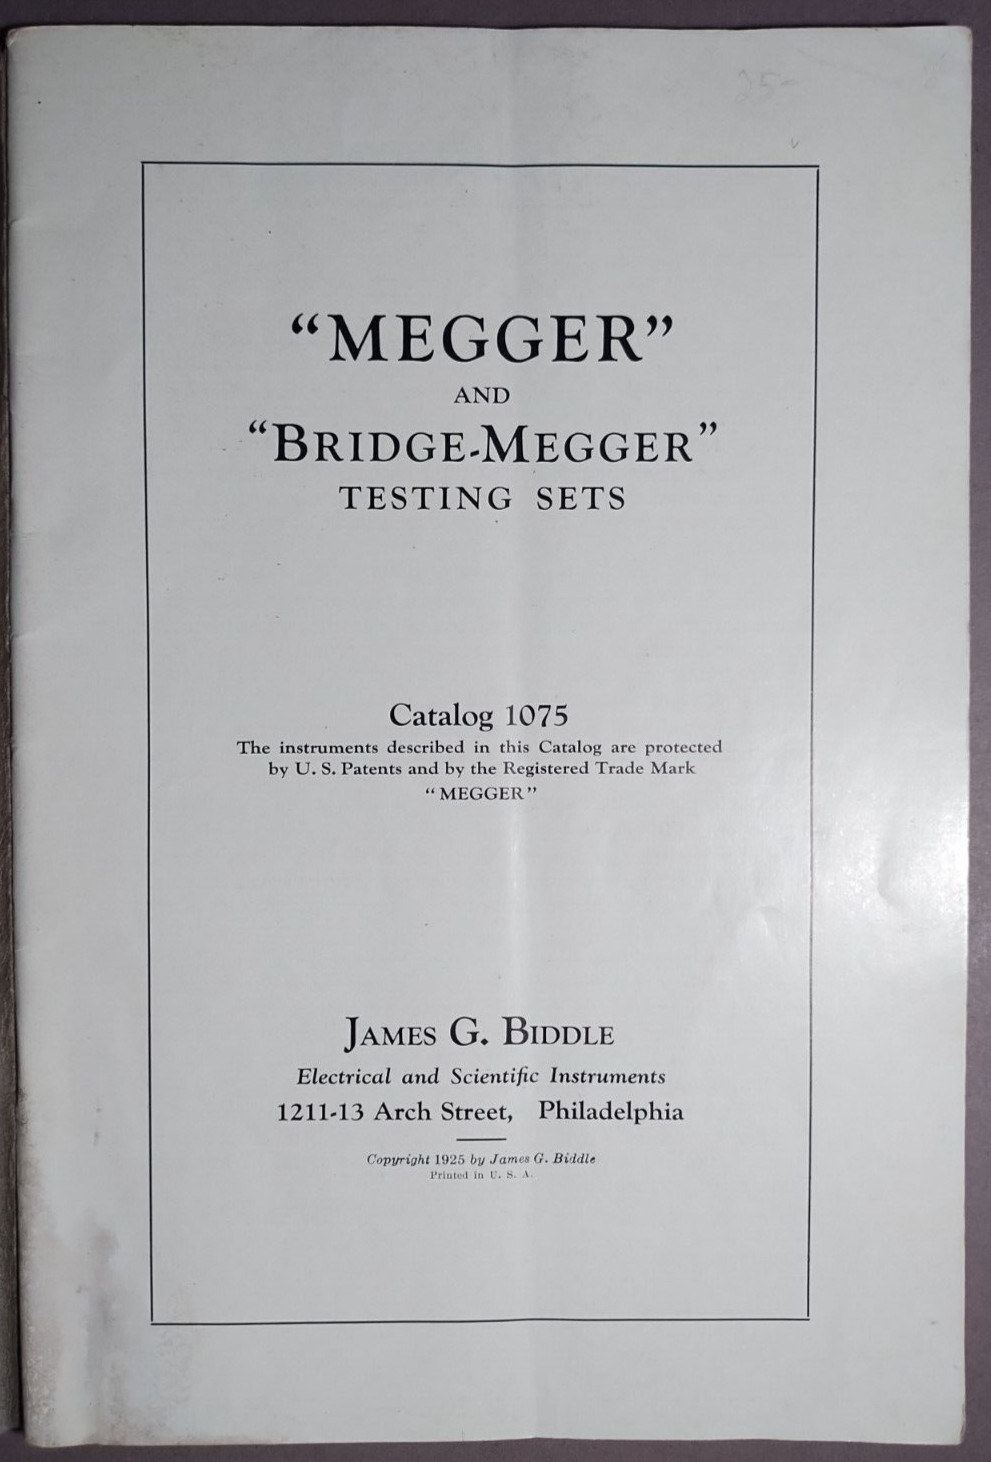 25-
“MEGGER”
AND
“BRIDGE-MEGGER”
TESTING SETS
Catalog 1075
The instruments described in this Catalog are protected
by U. S. Patents and by the Registered Trade Mark
“MEGGER”
JAMES G. BIDDLE
Electrical and Scientific Instruments
1211-13 Arch Street, Philadelphia
Copyright 1925 by James G. Biddle
Printed in U. S. A.